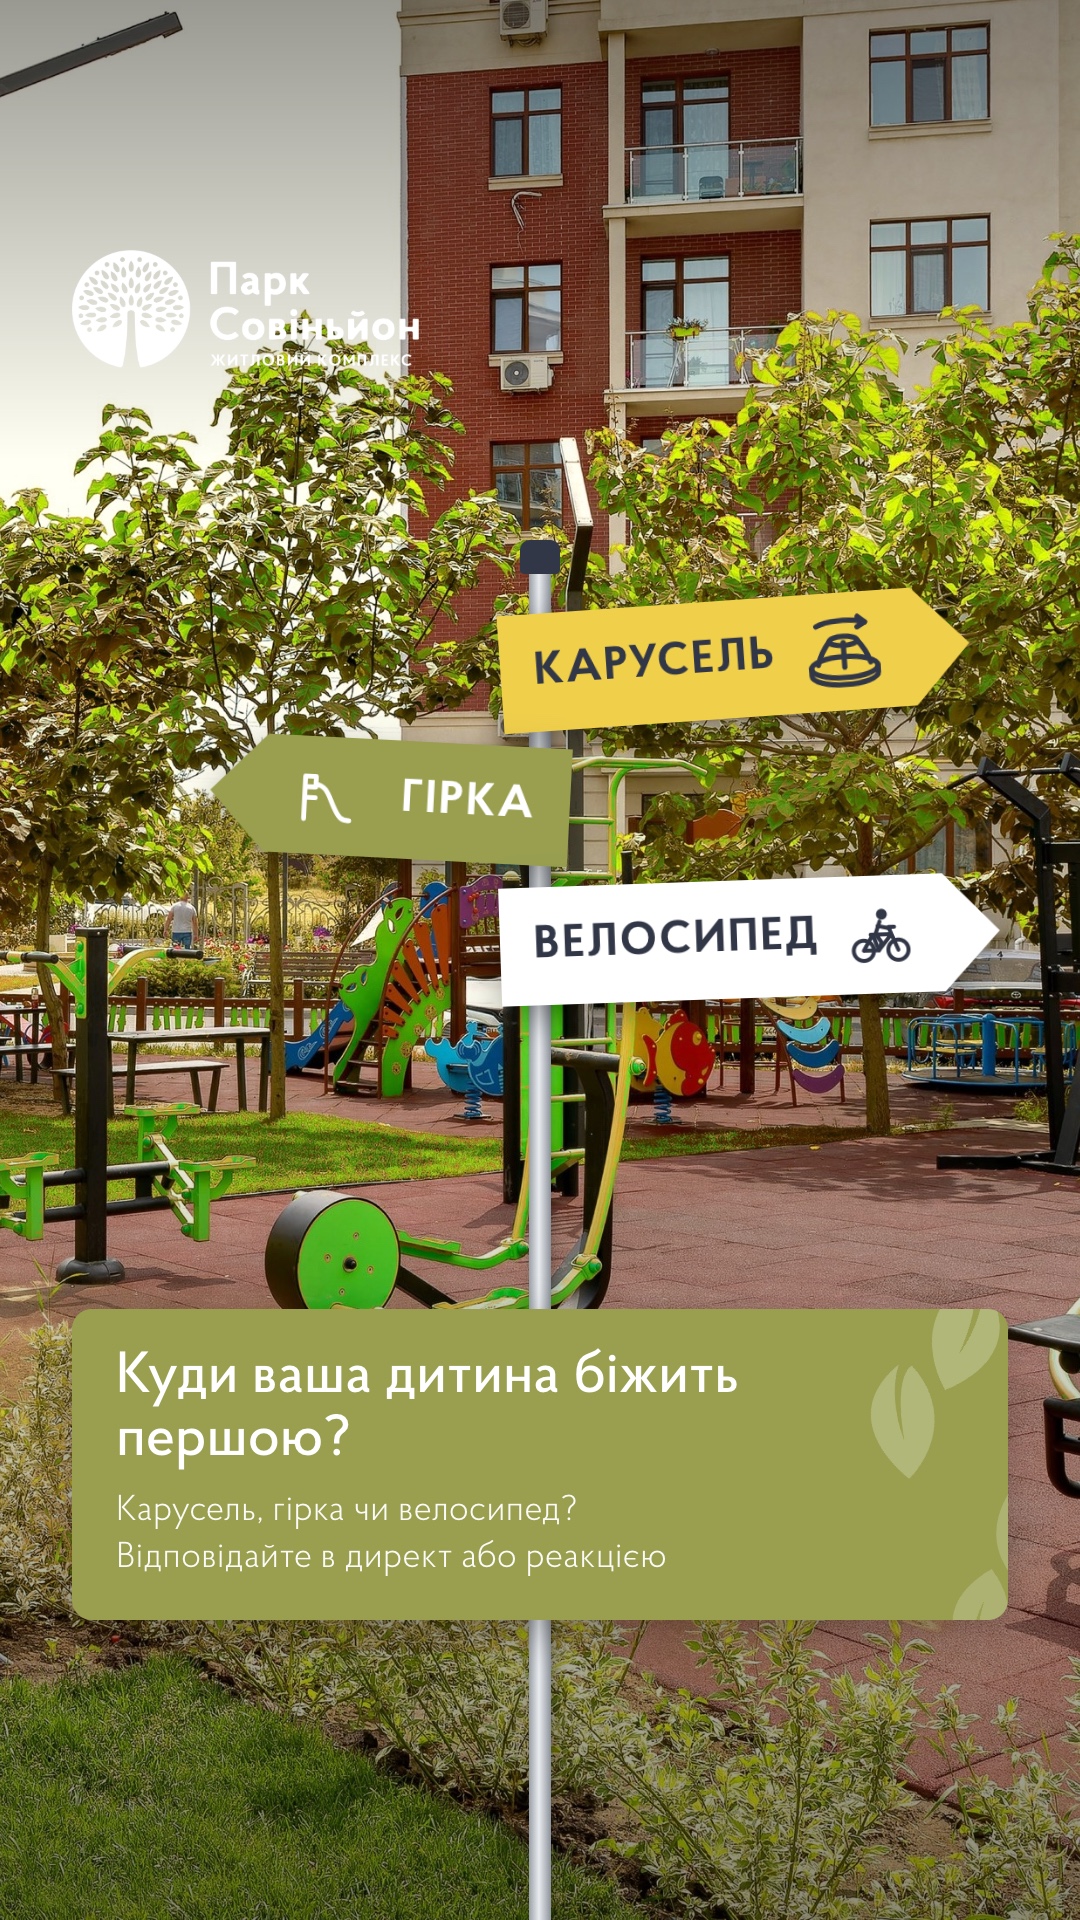 Парк
Совіньйон
ЖИТЛОВИЙ КОМПЛЕКС
КАРУСЕЛЬ
ГІРКА
ВЕЛОСИПЕД
Куди ваша дитина біжить
першою?
Карусель, гірка чи велосипед?
Відповідайте в директ або реакцією